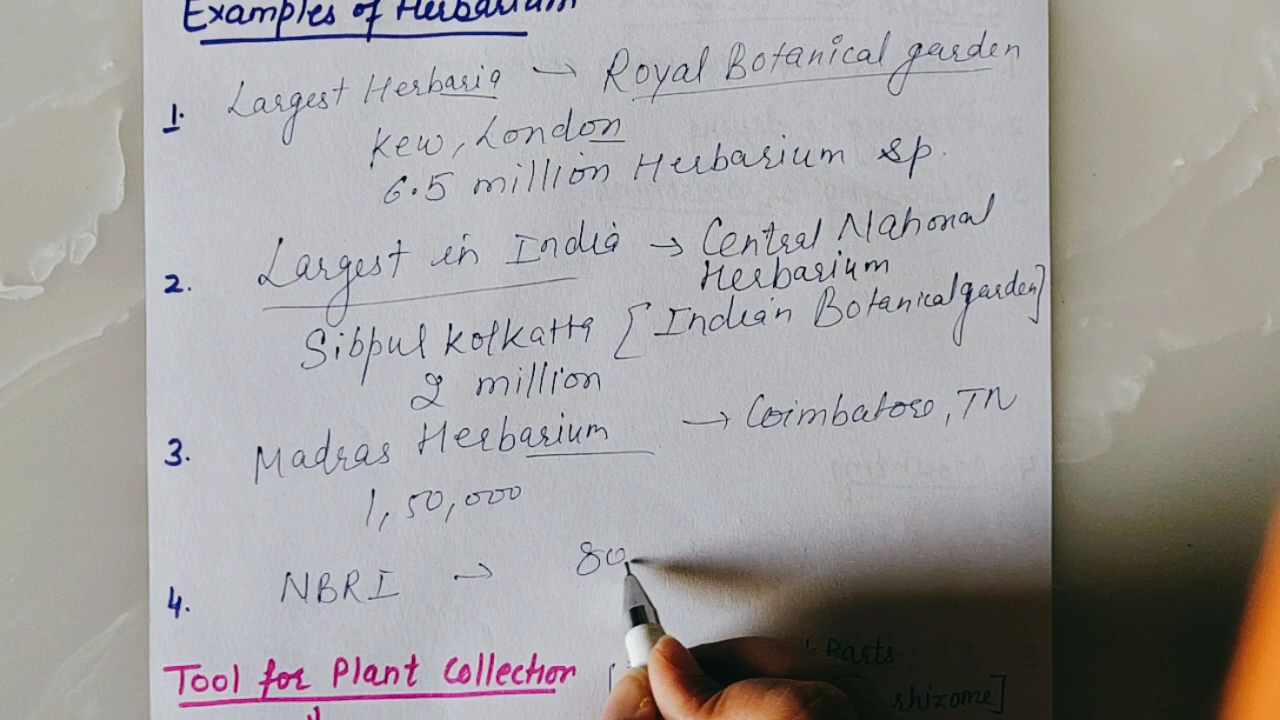 Examples of Herbarium
1. Largest Herbaria → Royal Botanical garden
Kew, London
6.5 million Herbarium sp.
2. Largest in India → Central National
Herbarium
Sibpul Kolkatta [Indian Botanical garden]
2 million
3. Madras Herbarium → Coimbatore, TN
1,50,000
4. NBRI → 80
Tool for Plant Collection [
Parts
rhizome]